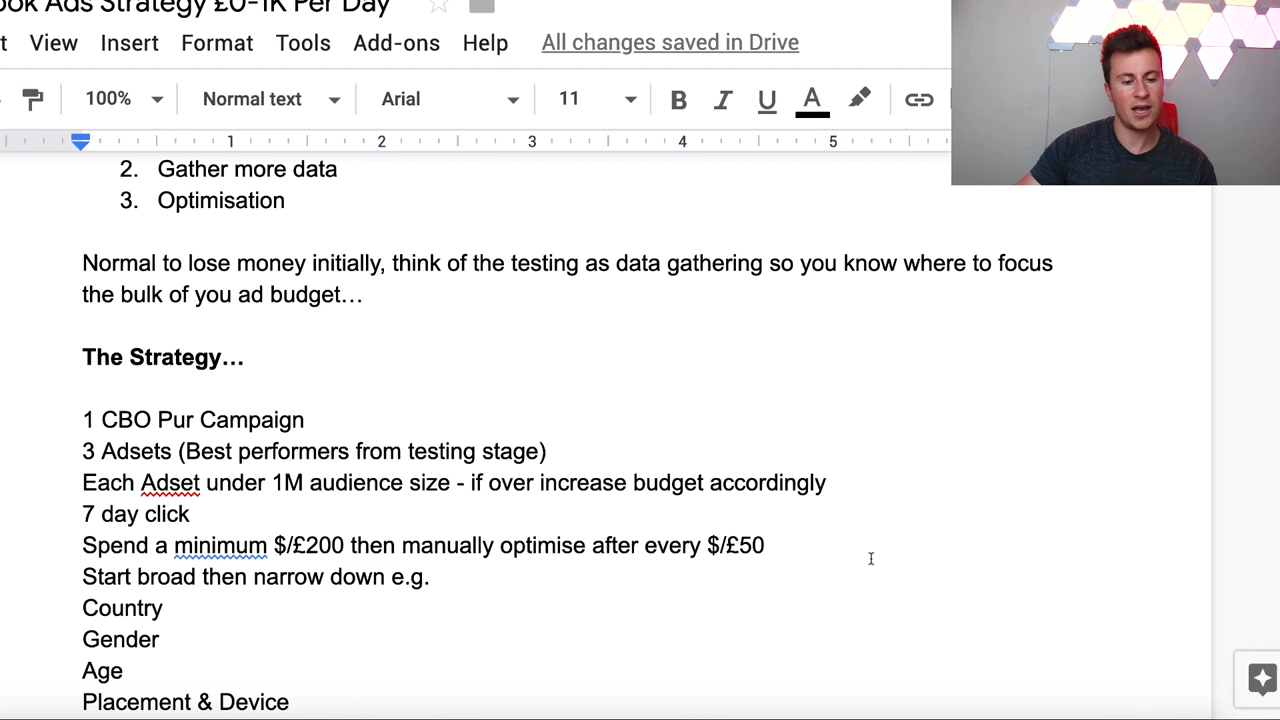 ok Ads Strategy £0-1K Per Day
t View Insert Format Tools Add-ons Help All changes saved in Drive
100% Normal text Arial 11 B I U A
1 2 3 4 5
2. Gather more data
3. Optimisation
Normal to lose money initially, think of the testing as data gathering so you know where to focus
the bulk of you ad budget…
The Strategy…
1 CBO Pur Campaign
3 Adsets (Best performers from testing stage)
Each Adset under 1M audience size - if over increase budget accordingly
7 day click
Spend a minimum $/£200 then manually optimise after every $/£50
Start broad then narrow down e.g.
Country
Gender
Age
Placement & Device